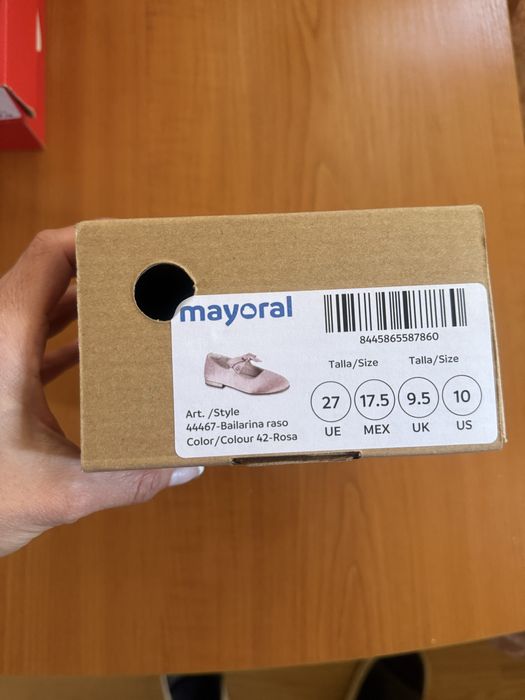 mayoral
8445865587860
Talla/Size Talla/Size
27 17.5 9.5 10
UE MEX UK US
Art. /Style
44467-Bailarina raso
Color/Colour 42-Rosa